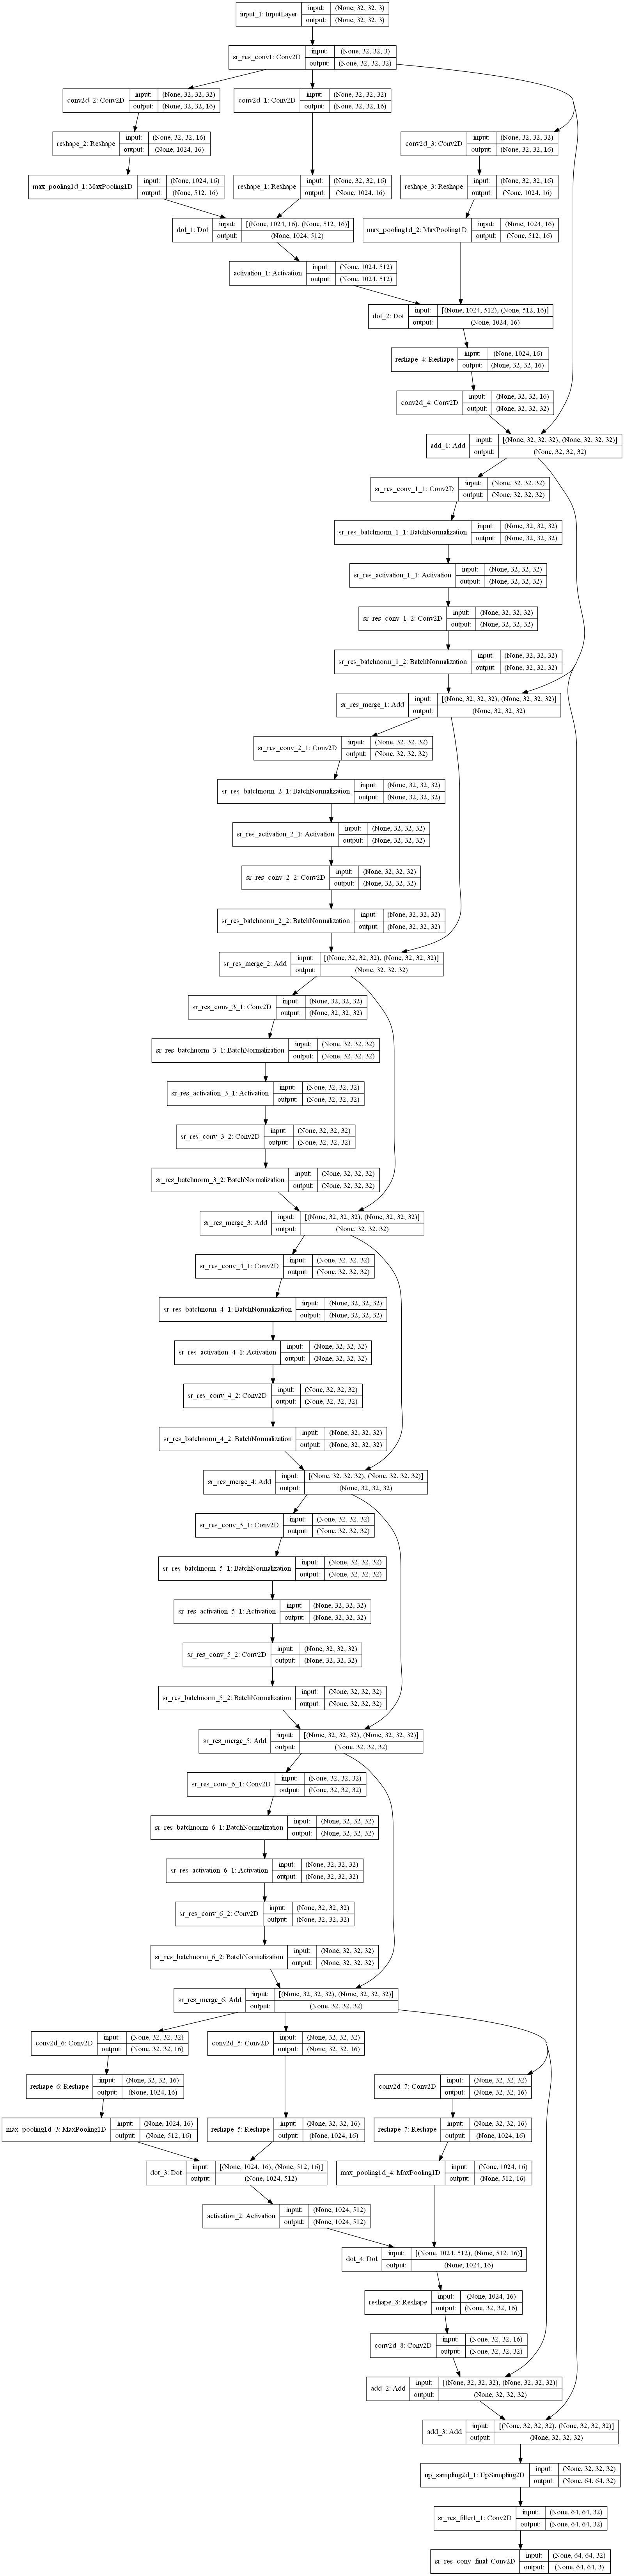 input_1: InputLayer
input: (None, 32, 32, 3)
output: (None, 32, 32, 3)
sr_res_conv1: Conv2D
input: (None, 32, 32, 3)
output: (None, 32, 32, 32)
conv2d_2: Conv2D
input: (None, 32, 32, 32)
output: (None, 32, 32, 16)
conv2d_1: Conv2D
input: (None, 32, 32, 32)
output: (None, 32, 32, 16)
reshape_2: Reshape
input: (None, 32, 32, 16)
output: (None, 1024, 16)
conv2d_3: Conv2D
input: (None, 32, 32, 32)
output: (None, 32, 32, 16)
max_pooling1d_1: MaxPooling1D
input: (None, 1024, 16)
output: (None, 512, 16)
reshape_1: Reshape
input: (None, 32, 32, 16)
output: (None, 1024, 16)
reshape_3: Reshape
input: (None, 32, 32, 16)
output: (None, 1024, 16)
dot_1: Dot
input: [(None, 1024, 16), (None, 512, 16)]
output: (None, 1024, 512)
max_pooling1d_2: MaxPooling1D
input: (None, 1024, 16)
output: (None, 512, 16)
activation_1: Activation
input: (None, 1024, 512)
output: (None, 1024, 512)
dot_2: Dot
input: [(None, 1024, 512), (None, 512, 16)]
output: (None, 1024, 16)
reshape_4: Reshape
input: (None, 1024, 16)
output: (None, 32, 32, 16)
conv2d_4: Conv2D
input: (None, 32, 32, 16)
output: (None, 32, 32, 32)
add_1: Add
input: [(None, 32, 32, 32), (None, 32, 32, 32)]
output: (None, 32, 32, 32)
sr_res_conv_1_1: Conv2D
input: (None, 32, 32, 32)
output: (None, 32, 32, 32)
sr_res_batchnorm_1_1: BatchNormalization
input: (None, 32, 32, 32)
output: (None, 32, 32, 32)
sr_res_activation_1_1: Activation
input: (None, 32, 32, 32)
output: (None, 32, 32, 32)
sr_res_conv_1_2: Conv2D
input: (None, 32, 32, 32)
output: (None, 32, 32, 32)
sr_res_batchnorm_1_2: BatchNormalization
input: (None, 32, 32, 32)
output: (None, 32, 32, 32)
sr_res_merge_1: Add
input: [(None, 32, 32, 32), (None, 32, 32, 32)]
output: (None, 32, 32, 32)
sr_res_conv_2_1: Conv2D
input: (None, 32, 32, 32)
output: (None, 32, 32, 32)
sr_res_batchnorm_2_1: BatchNormalization
input: (None, 32, 32, 32)
output: (None, 32, 32, 32)
sr_res_activation_2_1: Activation
input: (None, 32, 32, 32)
output: (None, 32, 32, 32)
sr_res_conv_2_2: Conv2D
input: (None, 32, 32, 32)
output: (None, 32, 32, 32)
sr_res_batchnorm_2_2: BatchNormalization
input: (None, 32, 32, 32)
output: (None, 32, 32, 32)
sr_res_merge_2: Add
input: [(None, 32, 32, 32), (None, 32, 32, 32)]
output: (None, 32, 32, 32)
sr_res_conv_3_1: Conv2D
input: (None, 32, 32, 32)
output: (None, 32, 32, 32)
sr_res_batchnorm_3_1: BatchNormalization
input: (None, 32, 32, 32)
output: (None, 32, 32, 32)
sr_res_activation_3_1: Activation
input: (None, 32, 32, 32)
output: (None, 32, 32, 32)
sr_res_conv_3_2: Conv2D
input: (None, 32, 32, 32)
output: (None, 32, 32, 32)
sr_res_batchnorm_3_2: BatchNormalization
input: (None, 32, 32, 32)
output: (None, 32, 32, 32)
sr_res_merge_3: Add
input: [(None, 32, 32, 32), (None, 32, 32, 32)]
output: (None, 32, 32, 32)
sr_res_conv_4_1: Conv2D
input: (None, 32, 32, 32)
output: (None, 32, 32, 32)
sr_res_batchnorm_4_1: BatchNormalization
input: (None, 32, 32, 32)
output: (None, 32, 32, 32)
sr_res_activation_4_1: Activation
input: (None, 32, 32, 32)
output: (None, 32, 32, 32)
sr_res_conv_4_2: Conv2D
input: (None, 32, 32, 32)
output: (None, 32, 32, 32)
sr_res_batchnorm_4_2: BatchNormalization
input: (None, 32, 32, 32)
output: (None, 32, 32, 32)
sr_res_merge_4: Add
input: [(None, 32, 32, 32), (None, 32, 32, 32)]
output: (None, 32, 32, 32)
sr_res_conv_5_1: Conv2D
input: (None, 32, 32, 32)
output: (None, 32, 32, 32)
sr_res_batchnorm_5_1: BatchNormalization
input: (None, 32, 32, 32)
output: (None, 32, 32, 32)
sr_res_activation_5_1: Activation
input: (None, 32, 32, 32)
output: (None, 32, 32, 32)
sr_res_conv_5_2: Conv2D
input: (None, 32, 32, 32)
output: (None, 32, 32, 32)
sr_res_batchnorm_5_2: BatchNormalization
input: (None, 32, 32, 32)
output: (None, 32, 32, 32)
sr_res_merge_5: Add
input: [(None, 32, 32, 32), (None, 32, 32, 32)]
output: (None, 32, 32, 32)
sr_res_conv_6_1: Conv2D
input: (None, 32, 32, 32)
output: (None, 32, 32, 32)
sr_res_batchnorm_6_1: BatchNormalization
input: (None, 32, 32, 32)
output: (None, 32, 32, 32)
sr_res_activation_6_1: Activation
input: (None, 32, 32, 32)
output: (None, 32, 32, 32)
sr_res_conv_6_2: Conv2D
input: (None, 32, 32, 32)
output: (None, 32, 32, 32)
sr_res_batchnorm_6_2: BatchNormalization
input: (None, 32, 32, 32)
output: (None, 32, 32, 32)
sr_res_merge_6: Add
input: [(None, 32, 32, 32), (None, 32, 32, 32)]
output: (None, 32, 32, 32)
conv2d_6: Conv2D
input: (None, 32, 32, 32)
output: (None, 32, 32, 16)
conv2d_5: Conv2D
input: (None, 32, 32, 32)
output: (None, 32, 32, 16)
reshape_6: Reshape
input: (None, 32, 32, 16)
output: (None, 1024, 16)
conv2d_7: Conv2D
input: (None, 32, 32, 32)
output: (None, 32, 32, 16)
max_pooling1d_3: MaxPooling1D
input: (None, 1024, 16)
output: (None, 512, 16)
reshape_5: Reshape
input: (None, 32, 32, 16)
output: (None, 1024, 16)
reshape_7: Reshape
input: (None, 32, 32, 16)
output: (None, 1024, 16)
dot_3: Dot
input: [(None, 1024, 16), (None, 512, 16)]
output: (None, 1024, 512)
max_pooling1d_4: MaxPooling1D
input: (None, 1024, 16)
output: (None, 512, 16)
activation_2: Activation
input: (None, 1024, 512)
output: (None, 1024, 512)
dot_4: Dot
input: [(None, 1024, 512), (None, 512, 16)]
output: (None, 1024, 16)
reshape_8: Reshape
input: (None, 1024, 16)
output: (None, 32, 32, 16)
conv2d_8: Conv2D
input: (None, 32, 32, 16)
output: (None, 32, 32, 32)
add_2: Add
input: [(None, 32, 32, 32), (None, 32, 32, 32)]
output: (None, 32, 32, 32)
add_3: Add
input: [(None, 32, 32, 32), (None, 32, 32, 32)]
output: (None, 32, 32, 32)
up_sampling2d_1: UpSampling2D
input: (None, 32, 32, 32)
output: (None, 64, 64, 32)
sr_res_filter1_1: Conv2D
input: (None, 64, 64, 32)
output: (None, 64, 64, 32)
sr_res_conv_final: Conv2D
input: (None, 64, 64, 32)
output: (None, 64, 64, 3)